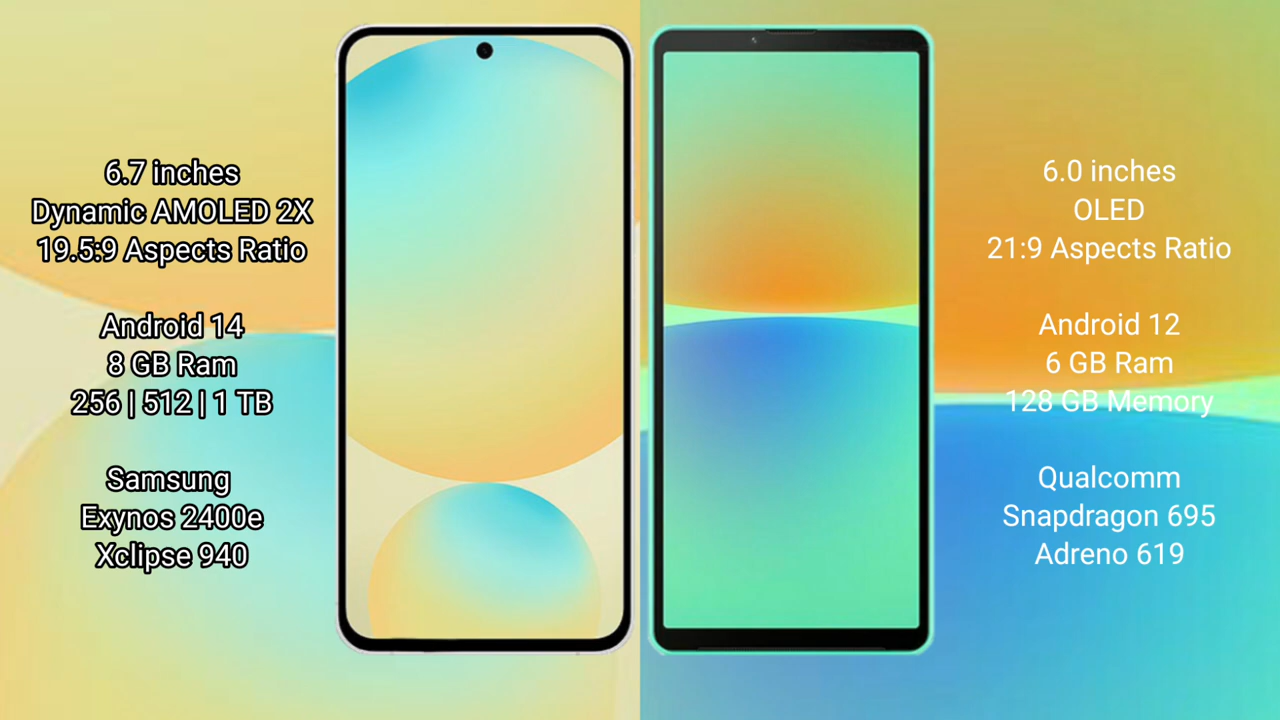 6.7 inches
Dynamic AMOLED 2X
19.5:9 Aspects Ratio
Android 14
8 GB Ram
256 | 512 | 1 TB
Samsung
Exynos 2400e
Xclipse 940
6.0 inches
OLED
21:9 Aspects Ratio
Android 12
6 GB Ram
128 GB Memory
Qualcomm
Snapdragon 695
Adreno 619